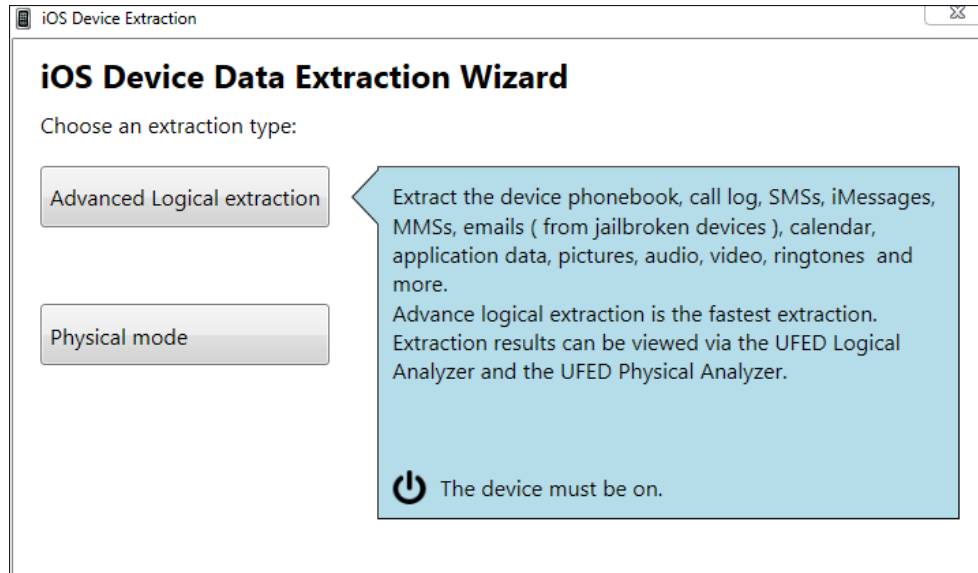 iOS Device Extraction
iOS Device Data Extraction Wizard
Choose an extraction type:
Advanced Logical extraction
Extract the device phonebook, call log, SMSs, iMessages,
MMSs, emails ( from jailbroken devices ), calendar,
application data, pictures, audio, video, ringtones  and
more.
Advance logical extraction is the fastest extraction.
Extraction results can be viewed via the UFED Logical
Analyzer and the UFED Physical Analyzer.
The device must be on.
Physical mode